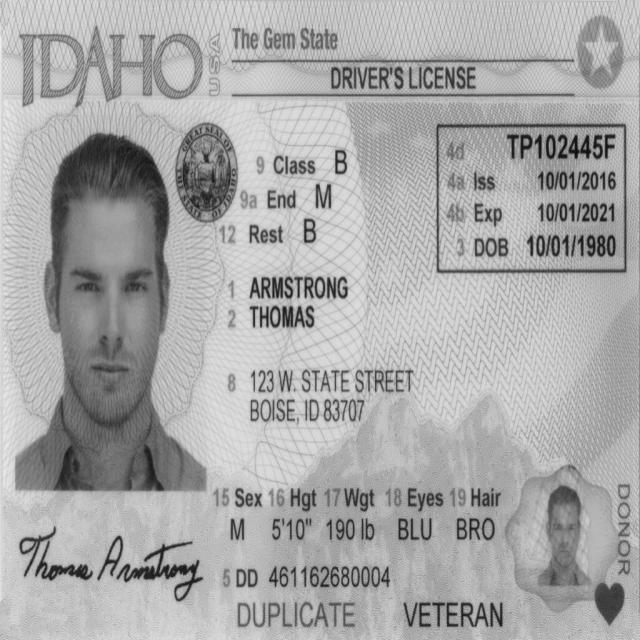 IDAHO USA The Gem State
DRIVER'S LICENSE
GREAT SEAL OF THE STATE OF IDAHO
9 Class B
9a End M
12 Rest B
4d TP102445F
4a Iss 10/01/2016
4b Exp 10/01/2021
3 DOB 10/01/1980
1 ARMSTRONG
2 THOMAS
8 123 W. STATE STREET
BOISE, ID 83707
15 Sex 16 Hgt 17 Wgt 18 Eyes 19 Hair
M 5'10" 190 lb BLU BRO
Thomas Armstrong
5 DD 461162680004
DUPLICATE VETERAN
DONOR